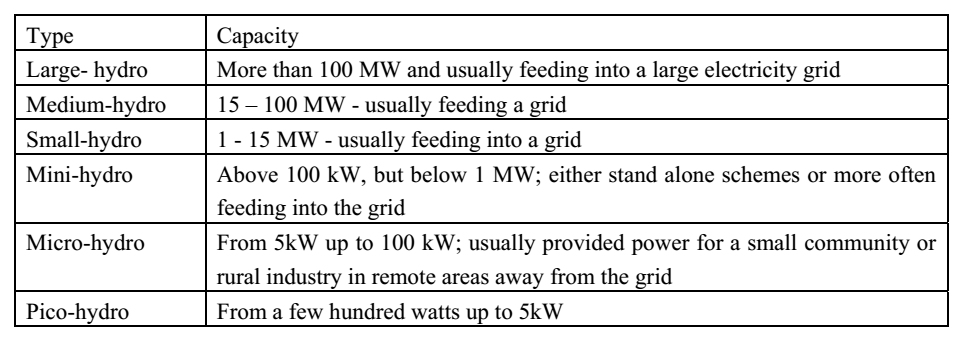 Type Capacity
Large- hydro More than 100 MW and usually feeding into a large electricity grid
Medium-hydro 15 – 100 MW - usually feeding a grid
Small-hydro 1 - 15 MW - usually feeding into a grid
Mini-hydro Above 100 kW, but below 1 MW; either stand alone schemes or more often
feeding into the grid
Micro-hydro From 5kW up to 100 kW; usually provided power for a small community or
rural industry in remote areas away from the grid
Pico-hydro From a few hundred watts up to 5kW